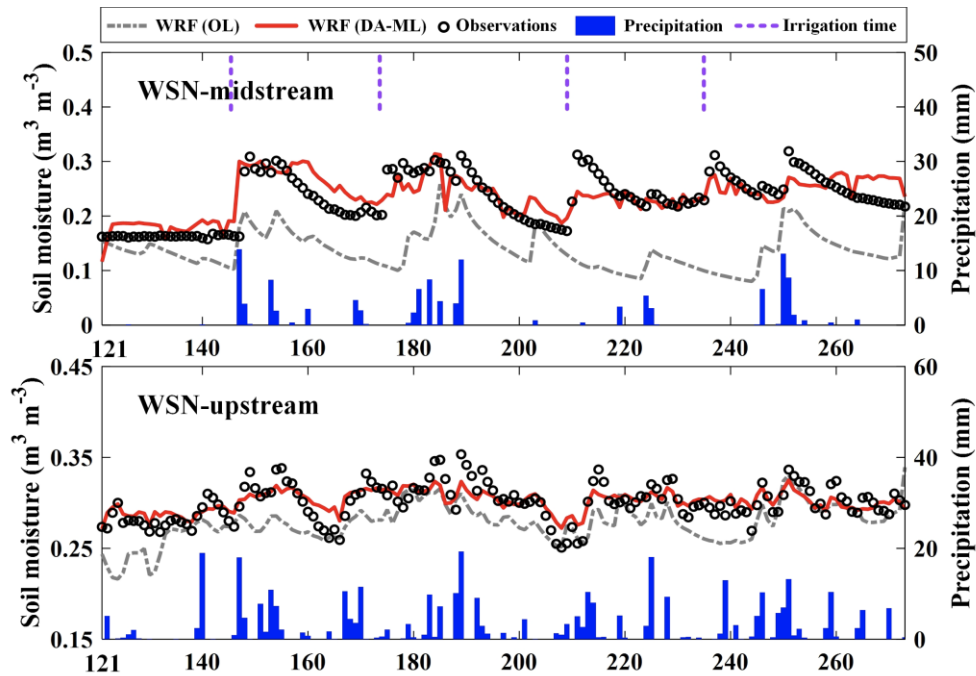 WRF (OL) WRF (DA-ML) Observations Precipitation Irrigation time
0.5 50
WSN-midstream
0.4 40
0.3 30
0.2 20
0.1 10
0 0
Soil moisture (m³ m⁻³)
Precipitation (mm)
121 140 160 180 200 220 240 260
0.45 60
WSN-upstream
0.35 40
0.25 20
0.15 0
Soil moisture (m³ m⁻³)
Precipitation (mm)
121 140 160 180 200 220 240 260